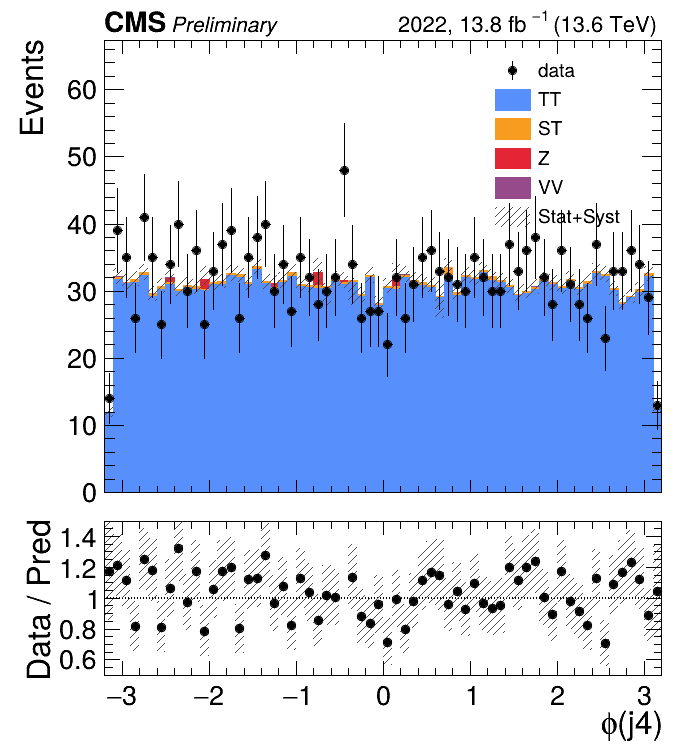 CMS Preliminary 2022, 13.8 fb⁻¹ (13.6 TeV)
Events
60
50
40
30
20
10
0
data
TT
ST
Z
VV
Stat+Syst
Data / Pred
1.4
1.2
1
0.8
0.6
−3 −2 −1 0 1 2 3
ϕ(j4)